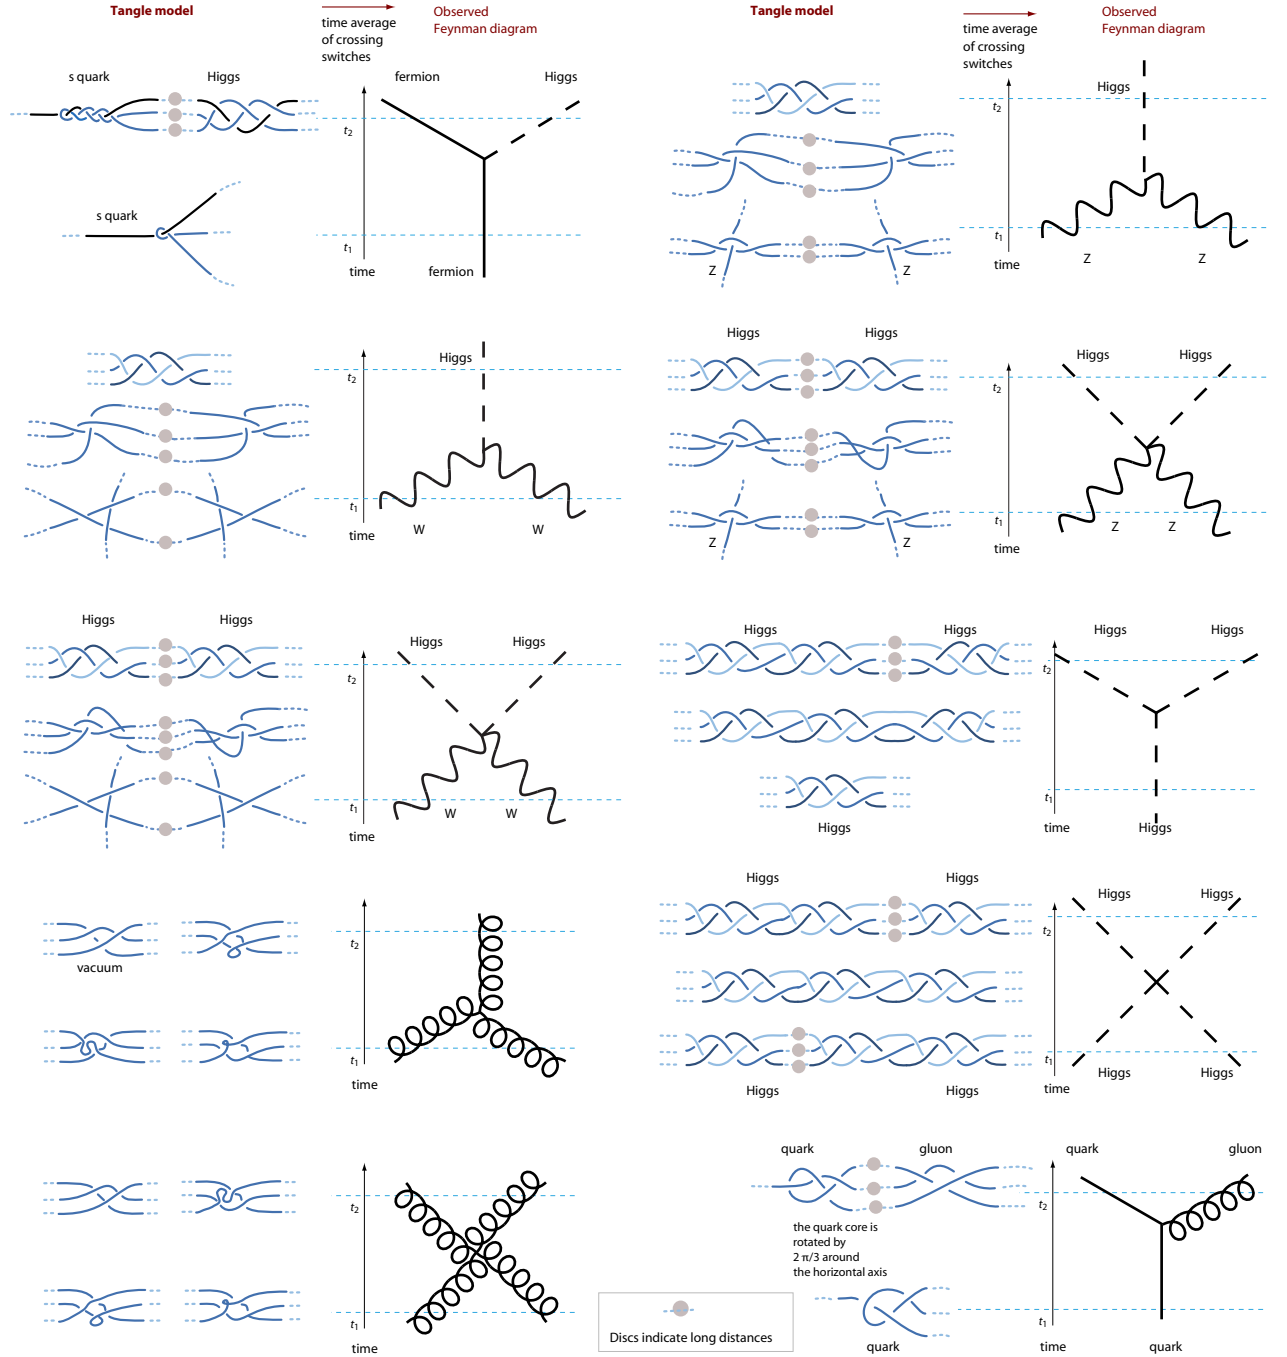 Tangle model
time average
of crossing
switches
Observed
Feynman diagram
Tangle model
time average
of crossing
switches
Observed
Feynman diagram
s quark
Higgs
fermion
Higgs
t2
s quark
t1
time
fermion
Higgs
t2
t1
time
Z
Z
Z
Z
Higgs
t2
t1
time
W
W
Higgs
Higgs
Higgs
Higgs
t2
t1
time
Z
Z
Z
Z
Higgs
Higgs
Higgs
Higgs
t2
t1
time
W
W
Higgs
Higgs
Higgs
Higgs
t2
t1
time
Higgs
Higgs
vacuum
t2
t1
time
Higgs
Higgs
Higgs
Higgs
t2
t1
time
Higgs
Higgs
Higgs
Higgs
t2
t1
time
Discs indicate long distances
quark
gluon
quark
gluon
t2
the quark core is
rotated by
2 π/3 around
the horizontal axis
t1
quark
time
quark